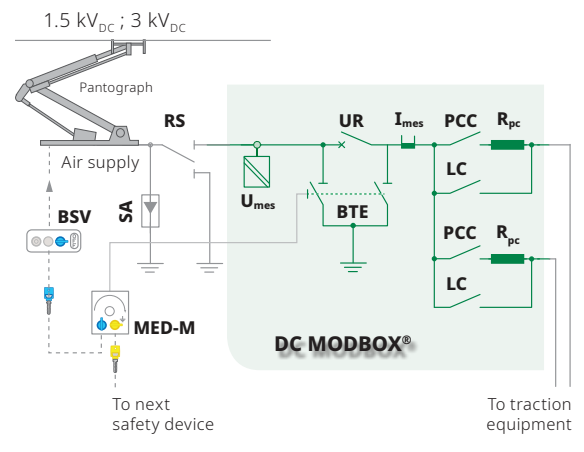 1.5 kVDC ; 3 kVDC
Pantograph
RS
UR
Imes
PCC
Rpc
Air supply
LC
Umes
SA
BTE
BSV
PCC
Rpc
LC
MED-M
DC MODBOX®
To next
safety device
To traction
equipment